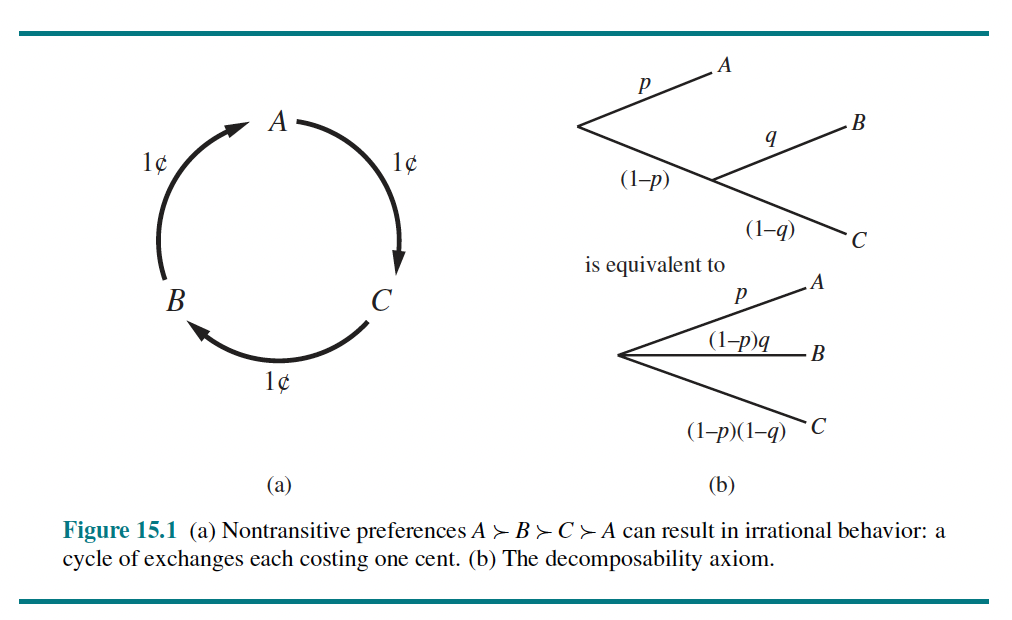 A
1¢
1¢
B
C
1¢
(a)
p
A
q
B
(1–p)
(1–q)
C
is equivalent to
p
A
(1–p)q
B
(1–p)(1–q)
C
(b)
Figure 15.1 (a) Nontransitive preferences A ≻ B ≻ C ≻ A can result in irrational behavior: a
cycle of exchanges each costing one cent. (b) The decomposability axiom.